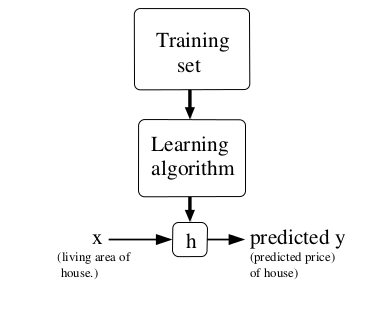 Training
set
Learning
algorithm
x
(living area of
house.)
h
predicted y
(predicted price)
of house)